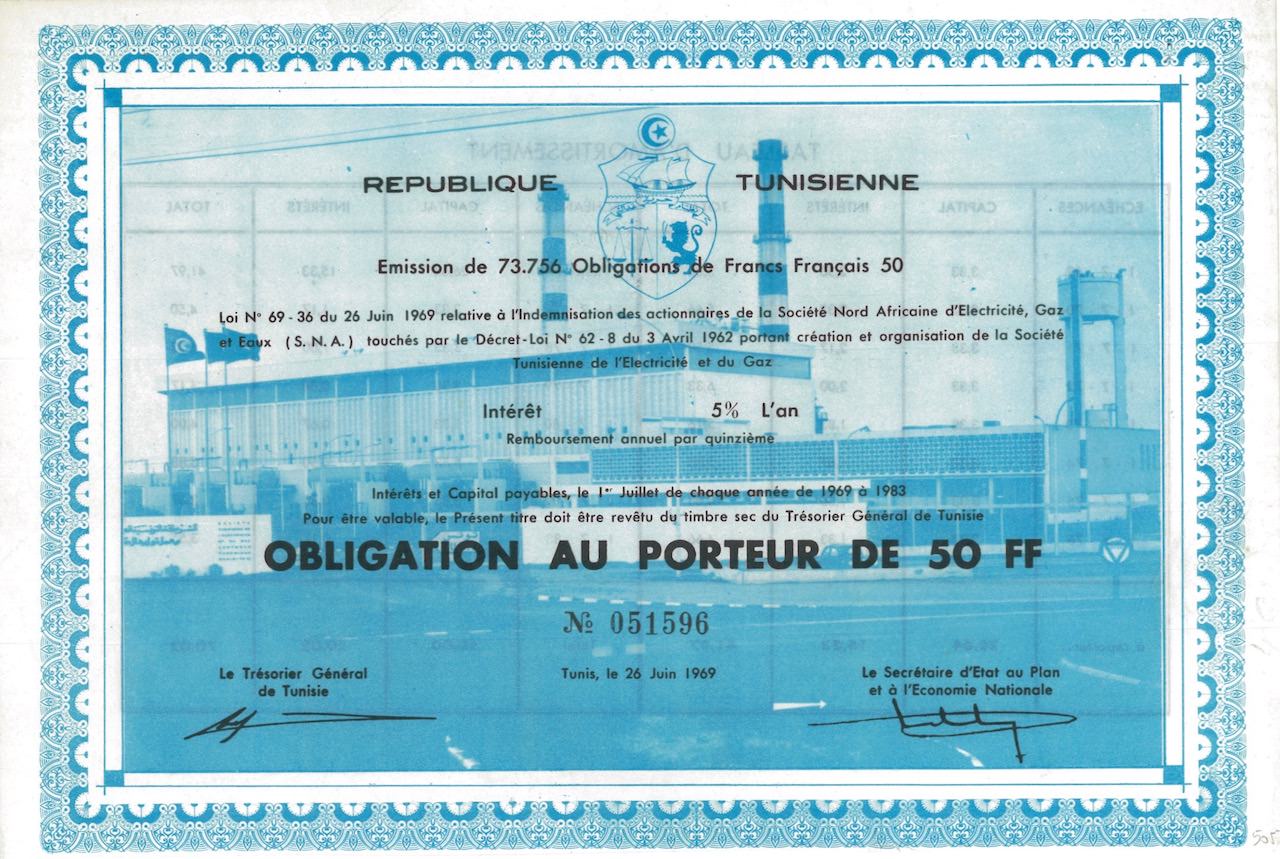 REPUBLIQUE TUNISIENNE
Emission de 73.756 Obligations de Francs Français 50
Loi N° 69-36 du 26 Juin 1969 relative à l'Indemnisation des actionnaires de la Société Nord Africaine d'Electricité, Gaz
et Eaux (S. N. A.) touchés par le Décret-Loi N° 62-8 du 3 Avril 1962 portant création et organisation de la Société
Tunisienne de l'Electricité et du Gaz
Intérêt 5% L'an
Remboursement annuel par quinzième
Intérêts et Capital payables, le 1er Juillet de chaque année de 1969 à 1983
Pour être valable, le Présent titre doit être revêtu du timbre sec du Trésorier Général de Tunisie
OBLIGATION AU PORTEUR DE 50 FF
№ 051596
Le Trésorier Général
de Tunisie
Tunis, le 26 Juin 1969
Le Secrétaire d'Etat au Plan
et à l'Economie Nationale